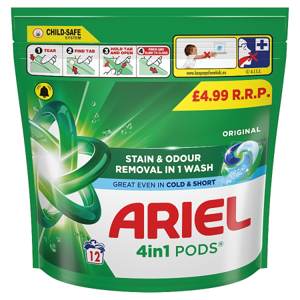 CHILD-SAFE
SYSTEM
1 TEAR
2 FIND TAB
3 HOLD TAB
AND OPEN
£4.99 R.R.P.
ORIGINAL
STAIN & ODOUR
REMOVAL IN 1 WASH
GREAT EVEN IN COLD & SHORT
ARIEL
12
4in1 PODS®